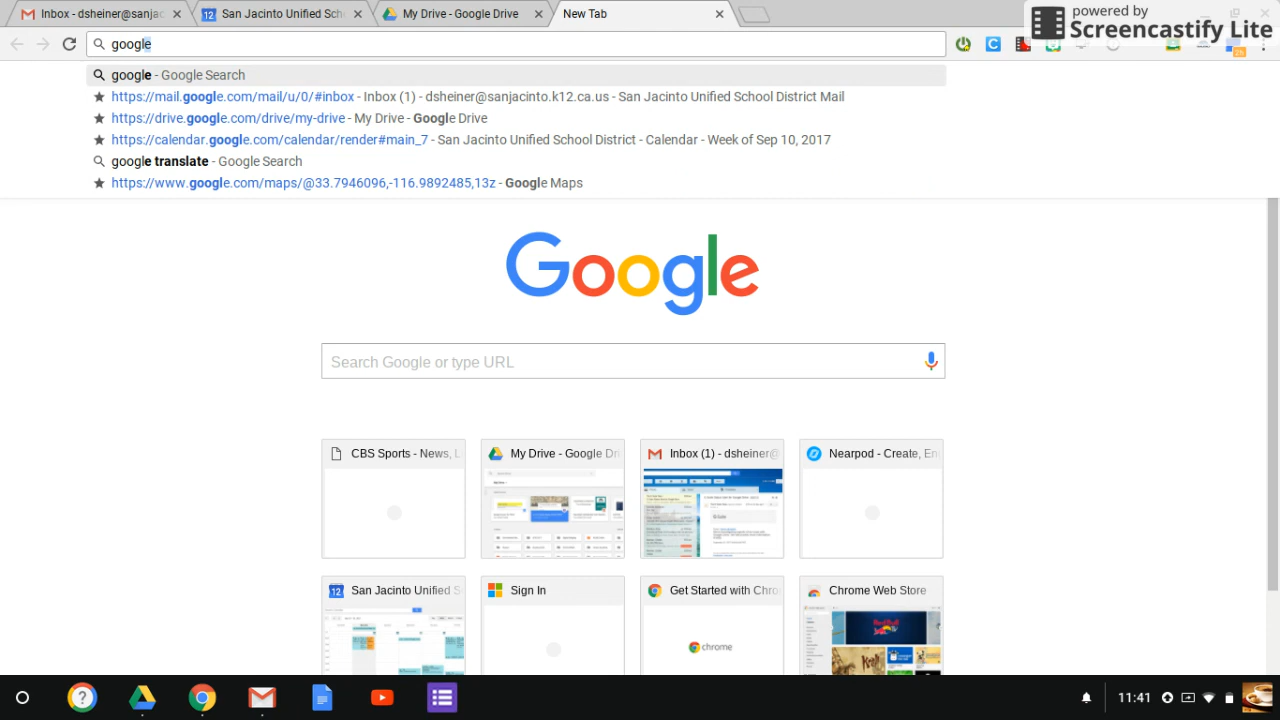 Inbox - dsheiner@sanjac
San Jacinto Unified Sch
My Drive - Google Drive
New Tab
powered by
Screencastify Lite
google
google - Google Search
https://mail.google.com/mail/u/0/#inbox - Inbox (1) - dsheiner@sanjacinto.k12.ca.us - San Jacinto Unified School District Mail
https://drive.google.com/drive/my-drive - My Drive - Google Drive
https://calendar.google.com/calendar/render#main_7 - San Jacinto Unified School District - Calendar - Week of Sep 10, 2017
google translate - Google Search
https://www.google.com/maps/@33.7946096,-116.9892485,13z - Google Maps
Google
Search Google or type URL
CBS Sports - News, L
My Drive - Google Dri
Inbox (1) - dsheiner@
Nearpod - Create, En
San Jacinto Unified S
Sign In
Get Started with Chro
Chrome Web Store
chrome
11:41